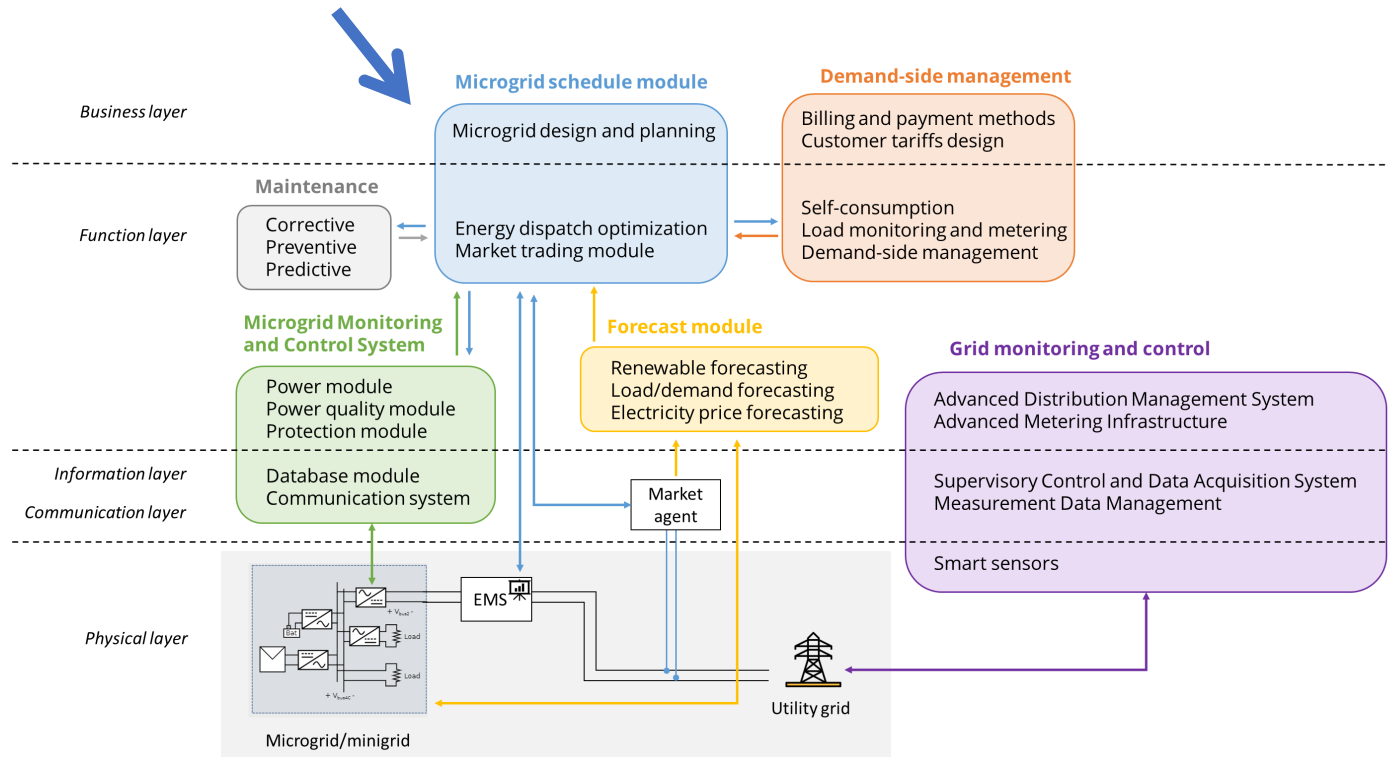 Microgrid schedule module
Demand-side management
Business layer
Microgrid design and planning
Billing and payment methods
Customer tariffs design
Maintenance
Function layer
Corrective
Preventive
Predictive
Energy dispatch optimization
Market trading module
Self-consumption
Load monitoring and metering
Demand-side management
Microgrid Monitoring
and Control System
Forecast module
Grid monitoring and control
Power module
Power quality module
Protection module
Renewable forecasting
Load/demand forecasting
Electricity price forecasting
Advanced Distribution Management System
Advanced Metering Infrastructure
Information layer
Communication layer
Database module
Communication system
Market
agent
Supervisory Control and Data Acquisition System
Measurement Data Management
Smart sensors
Physical layer
EMS
+ Vbus2 -
Bat
Load
Load
+ VbusAC -
Utility grid
Microgrid/minigrid